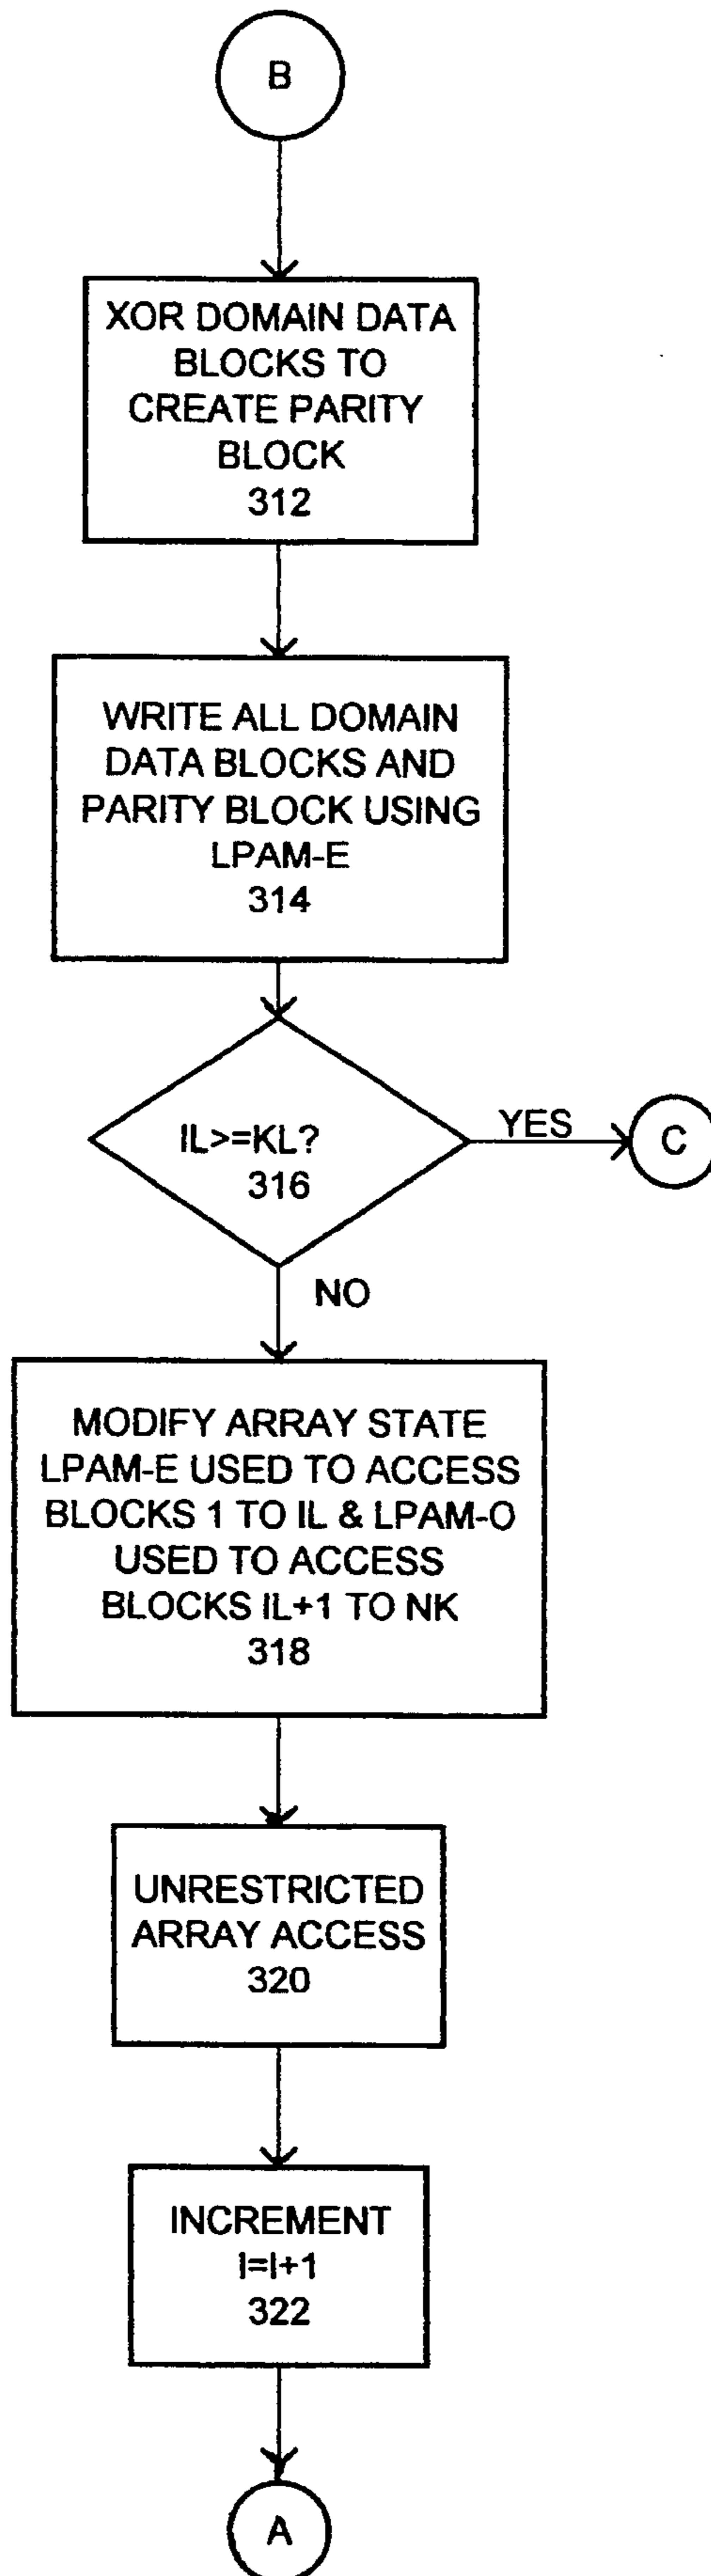 B
XOR DOMAIN DATA
BLOCKS TO
CREATE PARITY
BLOCK
312
WRITE ALL DOMAIN
DATA BLOCKS AND
PARITY BLOCK USING
LPAM-E
314
IL>=KL?
316
YES
C
NO
MODIFY ARRAY STATE
LPAM-E USED TO ACCESS
BLOCKS 1 TO IL & LPAM-O
USED TO ACCESS
BLOCKS IL+1 TO NK
318
UNRESTRICTED
ARRAY ACCESS
320
INCREMENT
I=I+1
322
A